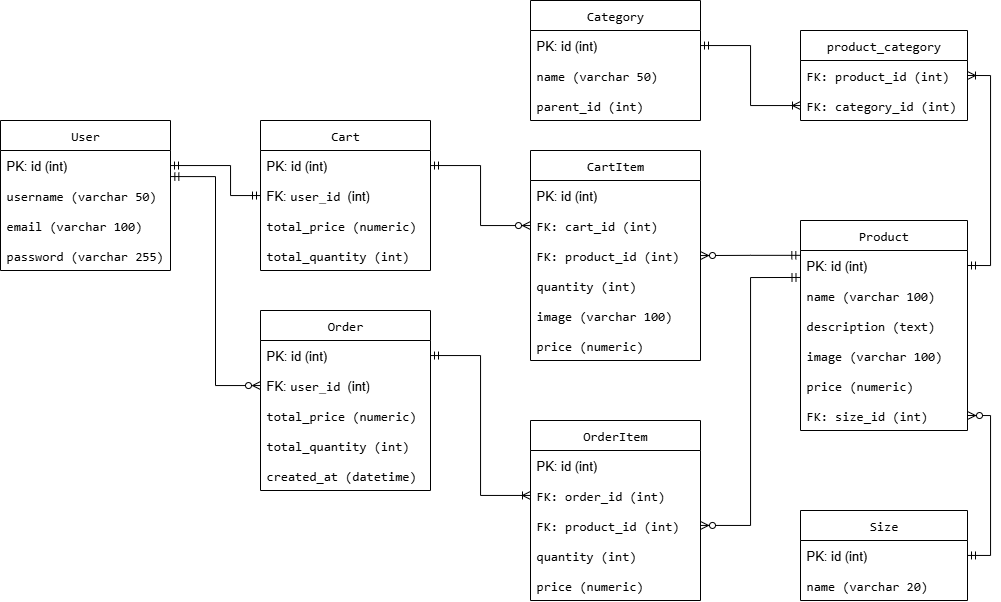 Category
PK: id (int)
name (varchar 50)
parent_id (int)
product_category
FK: product_id (int)
FK: category_id (int)
User
PK: id (int)
username (varchar 50)
email (varchar 100)
password (varchar 255)
Cart
PK: id (int)
FK: user_id (int)
total_price (numeric)
total_quantity (int)
CartItem
PK: id (int)
FK: cart_id (int)
FK: product_id (int)
quantity (int)
image (varchar 100)
price (numeric)
Product
PK: id (int)
name (varchar 100)
description (text)
image (varchar 100)
price (numeric)
FK: size_id (int)
Order
PK: id (int)
FK: user_id (int)
total_price (numeric)
total_quantity (int)
created_at (datetime)
OrderItem
PK: id (int)
FK: order_id (int)
FK: product_id (int)
quantity (int)
price (numeric)
Size
PK: id (int)
name (varchar 20)